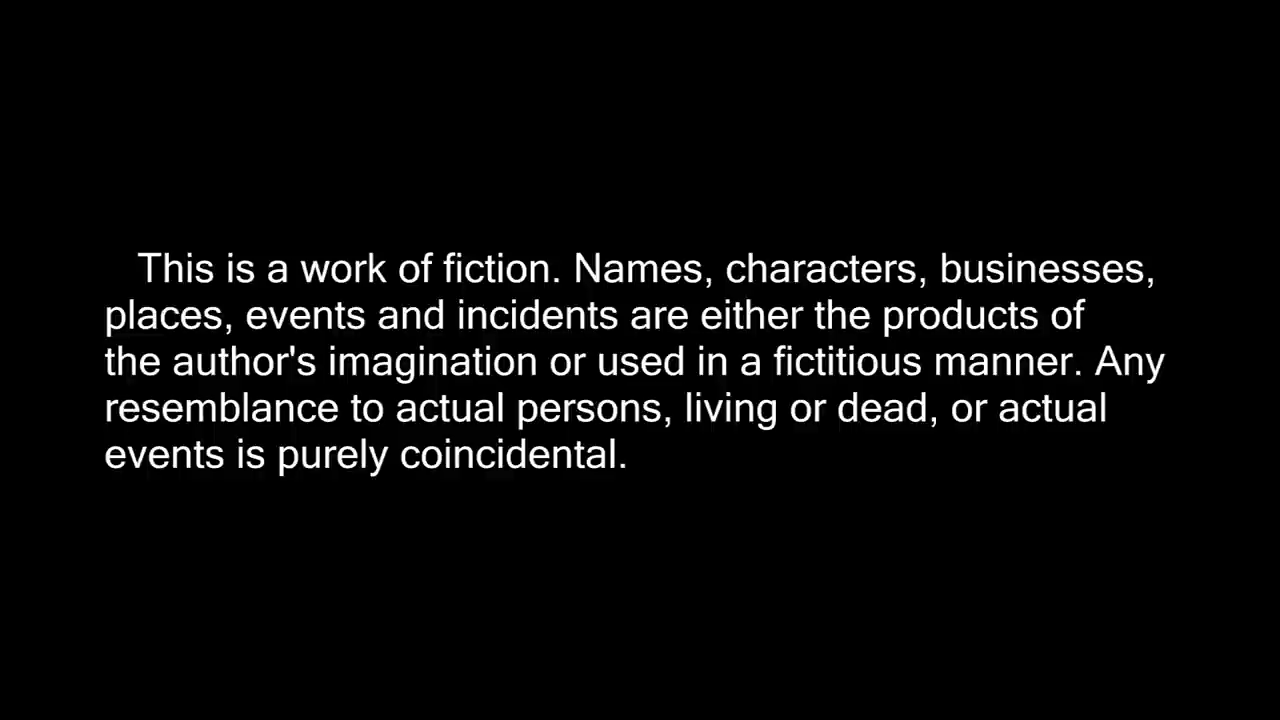 This is a work of fiction. Names, characters, businesses,
places, events and incidents are either the products of
the author's imagination or used in a fictitious manner. Any
resemblance to actual persons, living or dead, or actual
events is purely coincidental.